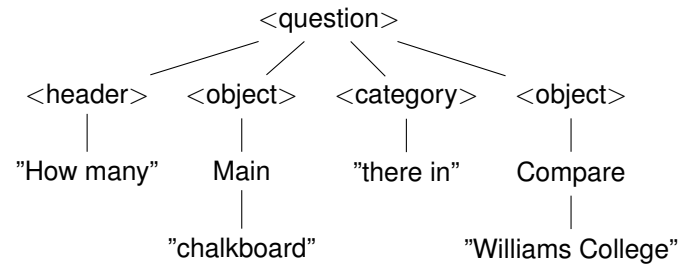 <question>
<header> <object> <category> <object>
”How many” Main ”there in” Compare
”chalkboard” ”Williams College”